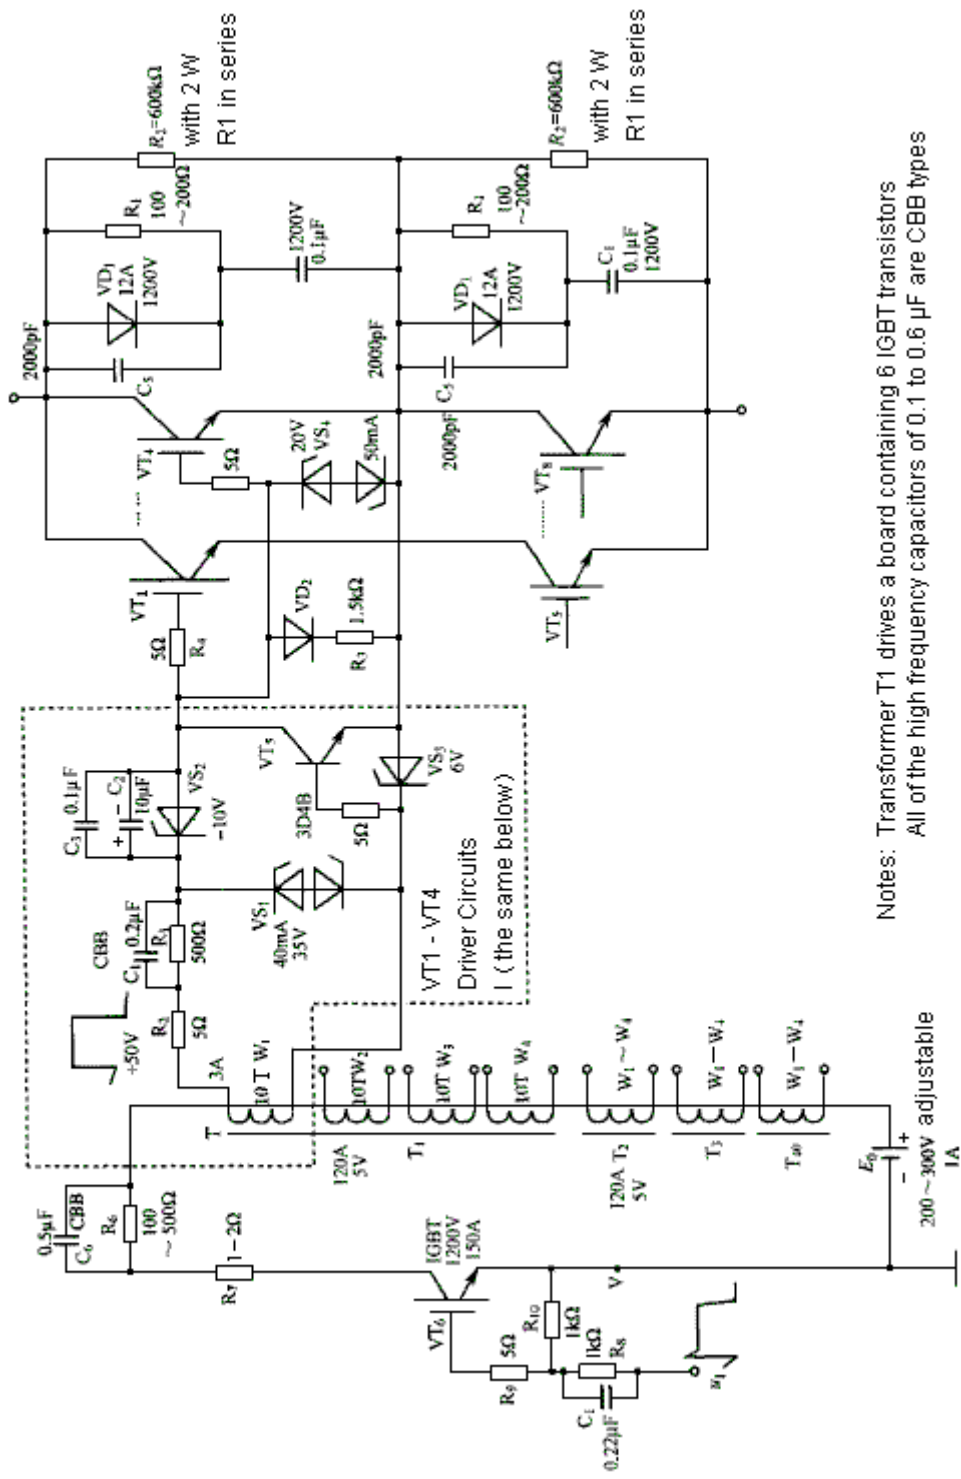 R₂=600kΩ
with 2 W
R1 in series
R₁
100
~200Ω
VD₁
12A
1200V
1200V
0.1μF
2000pF
C₅
VT₄
5Ω
20V
VS₄
50mA
VT₁
5Ω
R₄
VD₂
1.5kΩ
R₃
R₂=600kΩ
with 2 W
R1 in series
R₁
100
~200Ω
VD₁
12A
1200V
C₁
0.1μF
1200V
2000pF
C₅
2000pF
VT₈
VT₅
0.1μF
C₃
C₂
10μF
+
-
VS₂
-10V
VT₅
3D4B
5Ω
VS₃
6V
CBB
0.2μF
C₁
R₁
500Ω
VS₁
40mA
35V
R₂
5Ω
+50V
3A
VT1 - VT4
Driver Circuits
I (the same below)
T
10 T W₁
10TW₂
10T W₃
10T W₄
120A
5V
T₁
W₁~W₄
120A T₂
5V
W₁-W₄
T₃
W₁-W₄
T₂₀
0.5μF
CBB
C₆
R₆
100
~500Ω
R₇
1-2Ω
IGBT
1200V
150A
VT₆
R₉
5Ω
R₁₀
1kΩ
1kΩ
R₈
C₁
0.22μF
u₁
V
E₀
+
-
200~300V adjustable
1A
Notes: Transformer T1 drives a board containing 6 IGBT transistors
All of the high frequency capacitors of 0.1 to 0.6 μF are CBB types